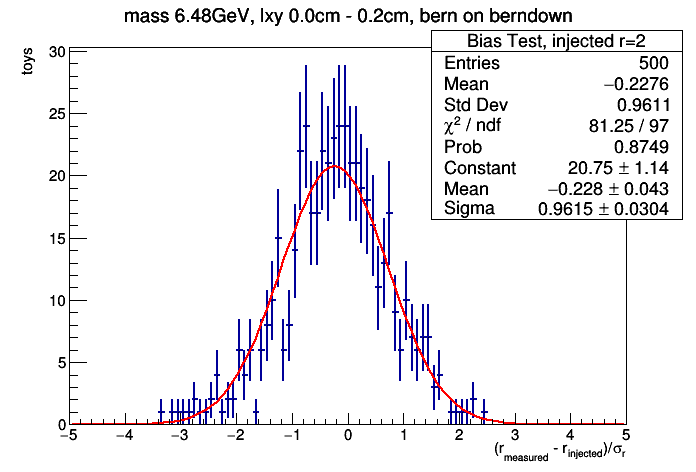 mass 6.48GeV, lxy 0.0cm - 0.2cm, bern on berndown
Bias Test, injected r=2
Entries 500
Mean −0.2276
Std Dev 0.9611
χ² / ndf 81.25 / 97
Prob 0.8749
Constant 20.75 ± 1.14
Mean −0.228 ± 0.043
Sigma 0.9615 ± 0.0304
toys
30
25
20
15
10
5
0
−5 −4 −3 −2 −1 0 1 2 3 4 5
(r_measured - r_injected)/σ_r